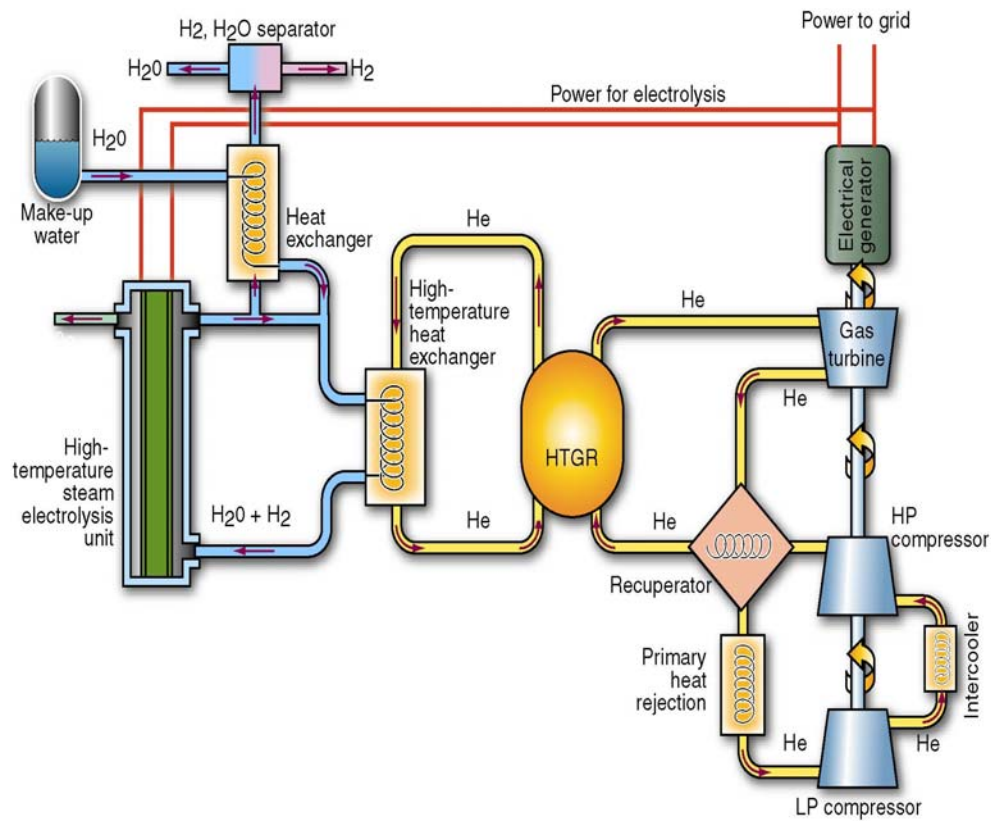 H2, H2O separator
H20
H2
Power to grid
Power for electrolysis
H20
Make-up
water
Heat
exchanger
He
High-
temperature
heat
exchanger
He
Electrical
generator
Gas
turbine
He
HTGR
High-
temperature
steam
electrolysis
unit
H20 + H2
He
He
HP
compressor
Recuperator
Primary
heat
rejection
Intercooler
He
He
LP compressor